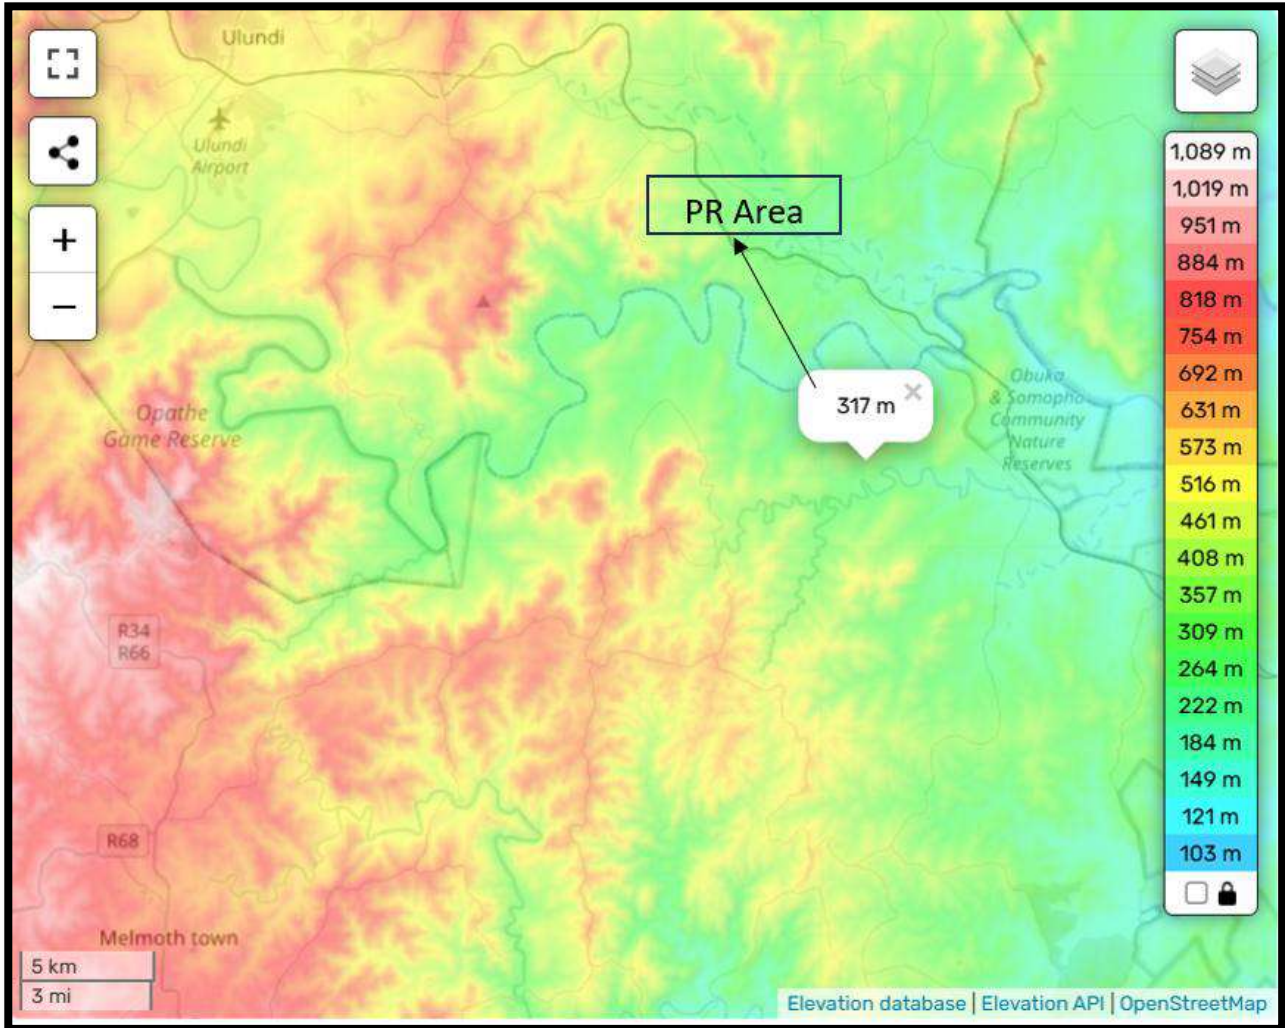 Ulundi
Ulundi
Airport
PR Area
317 m
Opathe
Game Reserve
Obuka
& Somopho
Community
Nature
Reserves
R34
R66
R68
Melmoth town
5 km
3 mi
1,089 m
1,019 m
951 m
884 m
818 m
754 m
692 m
631 m
573 m
516 m
461 m
408 m
357 m
309 m
264 m
222 m
184 m
149 m
121 m
103 m
Elevation database | Elevation API | OpenStreetMap